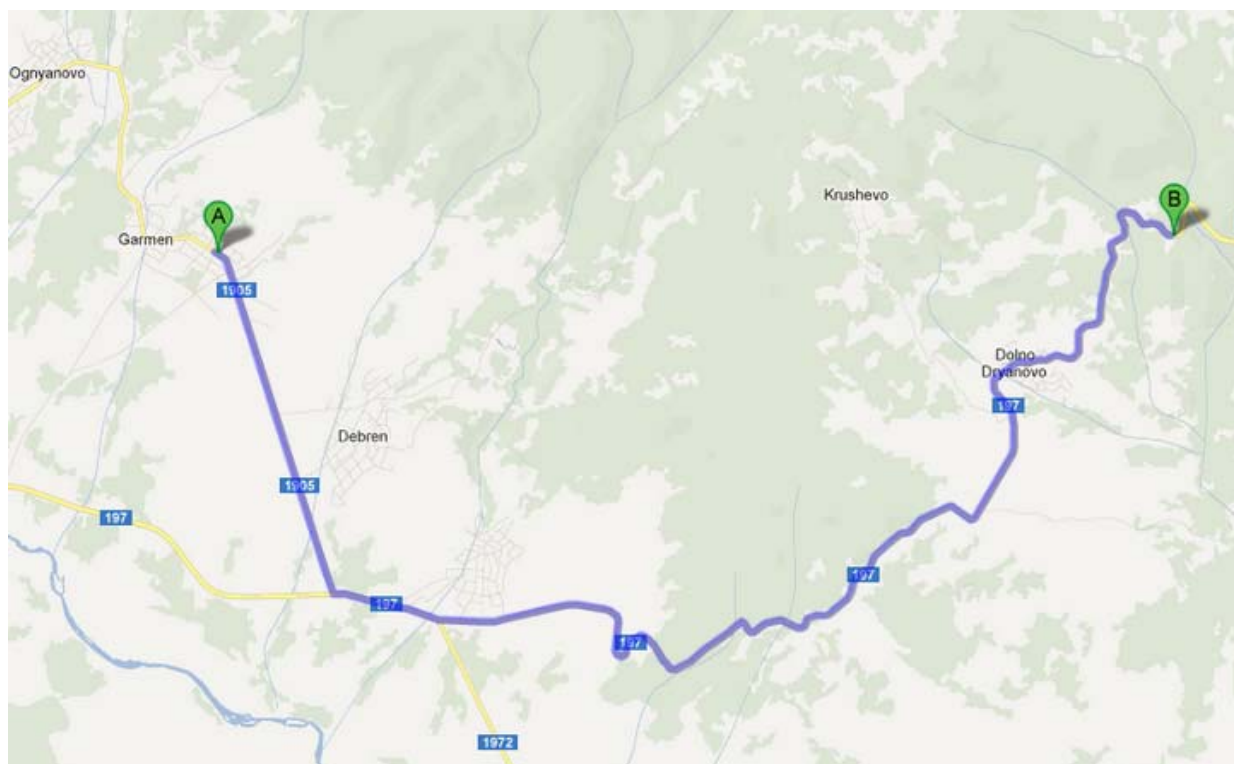 Ognyanovo
Krushevo
B
A
Garmen
1905
Dolno
Dryanovo
197
Debren
1905
197
197
197
197
1972